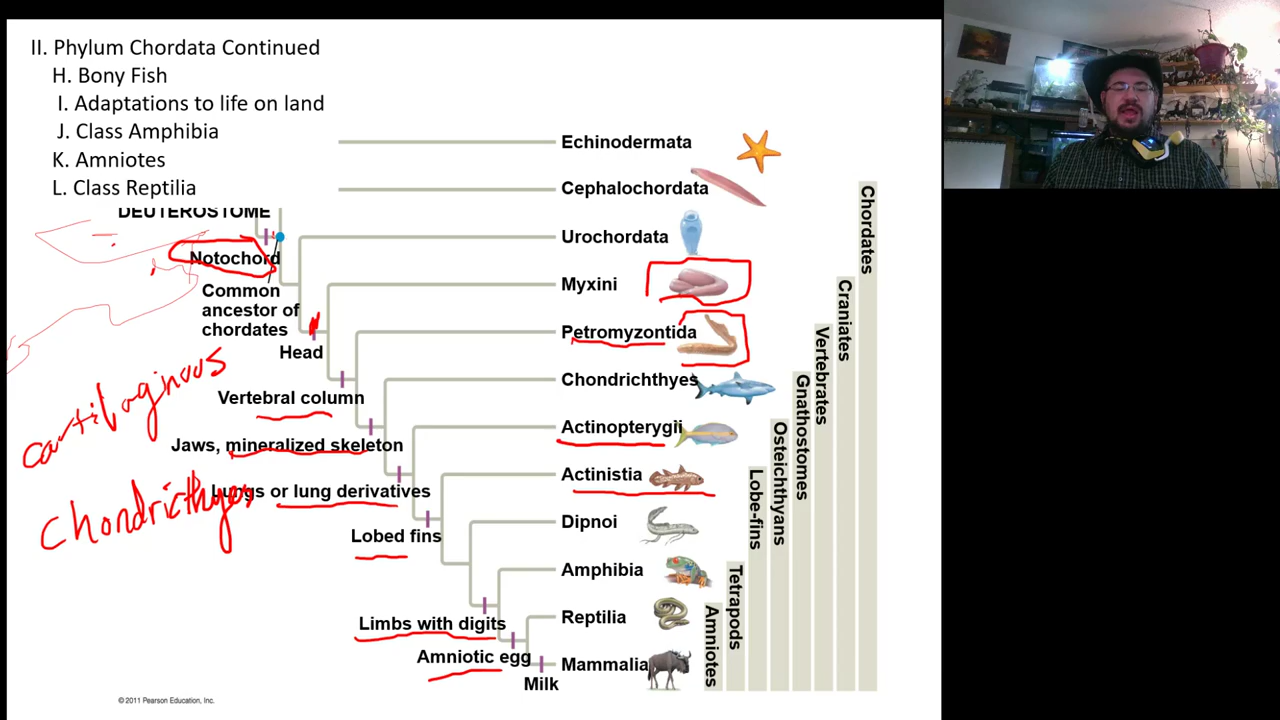 II. Phylum Chordata Continued
H. Bony Fish
I. Adaptations to life on land
J. Class Amphibia
K. Amniotes
L. Class Reptilia
Echinodermata
Cephalochordata
DEUTEROSTOME
Urochordata
Notochord
Myxini
Common
ancestor of
chordates
Petromyzontida
Head
Chondrichthyes
Vertebral column
Actinopterygii
Jaws, mineralized skeleton
Actinistia
Lungs or lung derivatives
Dipnoi
Lobed fins
Amphibia
Reptilia
Limbs with digits
Amniotic egg
Mammalia
Milk
cartilaginous
Chondricthyes
Chordates
Craniates
Vertebrates
Gnathostomes
Osteichthyans
Lobe-fins
Tetrapods
Amniotes
© 2011 Pearson Education, Inc.